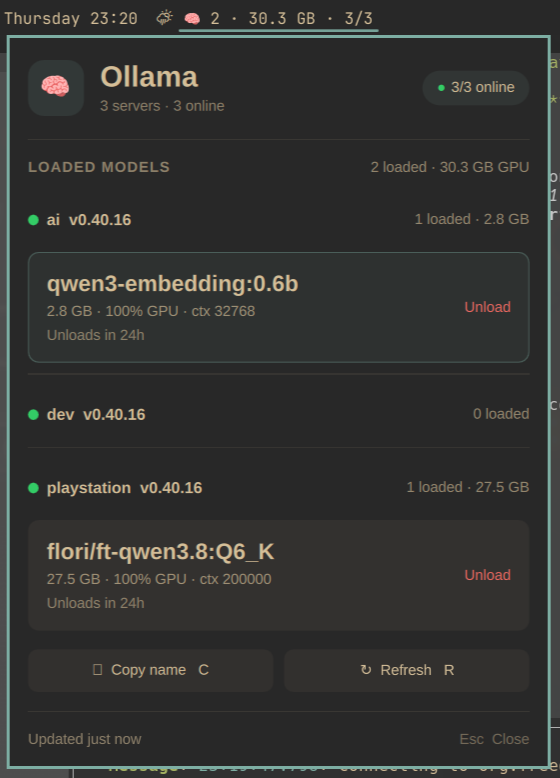 Thursday 23:20 🌦 🧠 2 · 30.3 GB · 3/3
Ollama
3 servers · 3 online
3/3 online
LOADED MODELS
2 loaded · 30.3 GB GPU
ai v0.40.16
1 loaded · 2.8 GB
qwen3-embedding:0.6b
2.8 GB · 100% GPU · ctx 32768
Unloads in 24h
Unload
dev v0.40.16
0 loaded
playstation v0.40.16
1 loaded · 27.5 GB
flori/ft-qwen3.8:Q6_K
27.5 GB · 100% GPU · ctx 200000
Unloads in 24h
Unload
Copy name C
↻ Refresh R
Updated just now
Esc Close